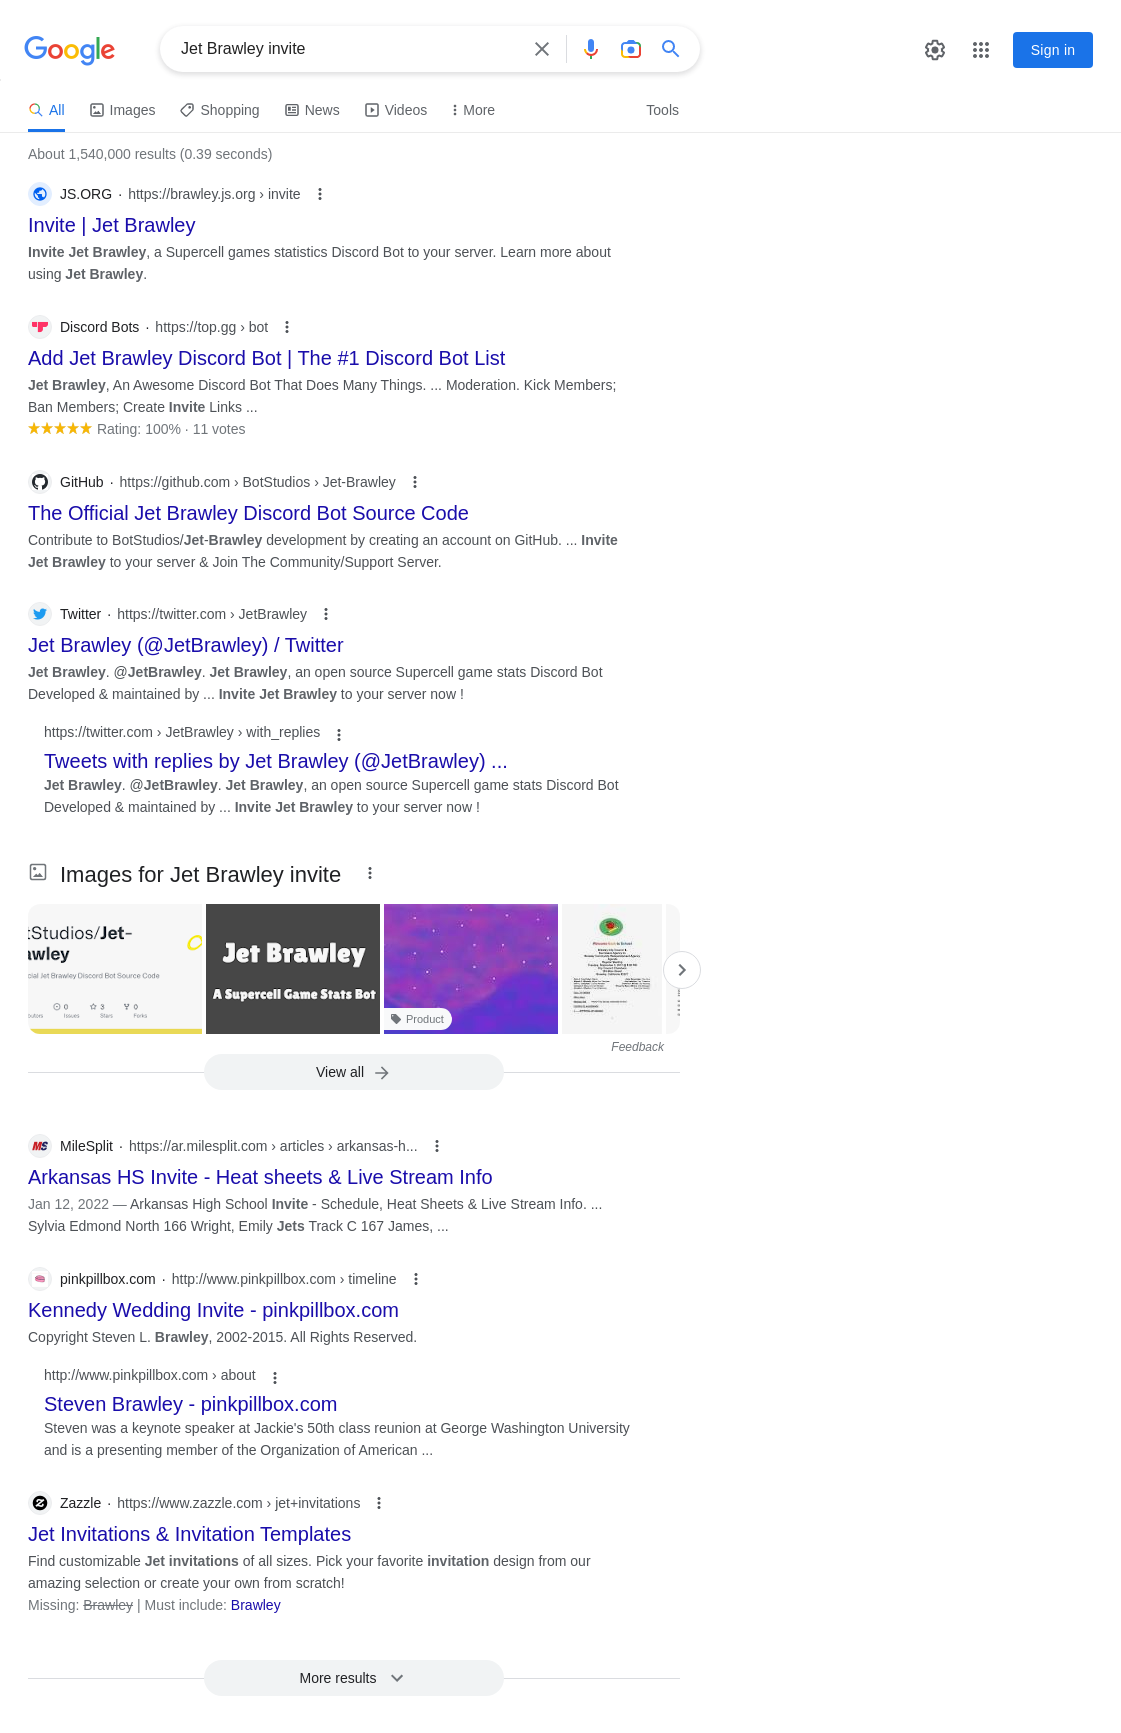 Google
Jet Brawley invite
Sign in
All Images Shopping News Videos More Tools
About 1,540,000 results (0.39 seconds)
JS.ORG · https://brawley.js.org › invite
Invite | Jet Brawley
Invite Jet Brawley, a Supercell games statistics Discord Bot to your server. Learn more about
using Jet Brawley.
Discord Bots · https://top.gg › bot
Add Jet Brawley Discord Bot | The #1 Discord Bot List
Jet Brawley, An Awesome Discord Bot That Does Many Things. ... Moderation. Kick Members;
Ban Members; Create Invite Links ...
Rating: 100% · 11 votes
GitHub · https://github.com › BotStudios › Jet-Brawley
The Official Jet Brawley Discord Bot Source Code
Contribute to BotStudios/Jet-Brawley development by creating an account on GitHub. ... Invite
Jet Brawley to your server & Join The Community/Support Server.
Twitter · https://twitter.com › JetBrawley
Jet Brawley (@JetBrawley) / Twitter
Jet Brawley. @JetBrawley. Jet Brawley, an open source Supercell game stats Discord Bot
Developed & maintained by ... Invite Jet Brawley to your server now !
https://twitter.com › JetBrawley › with_replies
Tweets with replies by Jet Brawley (@JetBrawley) ...
Jet Brawley. @JetBrawley. Jet Brawley, an open source Supercell game stats Discord Bot
Developed & maintained by ... Invite Jet Brawley to your server now !
Images for Jet Brawley invite
tStudios/Jet-
awley
cial Jet Brawley Discord Bot Source Code
0 3 0
Issues Stars Forks
Jet Brawley
A Supercell Game Stats Bot
Product
Welcome Back to School!
Feedback
View all
MileSplit · https://ar.milesplit.com › articles › arkansas-h...
Arkansas HS Invite - Heat sheets & Live Stream Info
Jan 12, 2022 — Arkansas High School Invite - Schedule, Heat Sheets & Live Stream Info. ...
Sylvia Edmond North 166 Wright, Emily Jets Track C 167 James, ...
pinkpillbox.com · http://www.pinkpillbox.com › timeline
Kennedy Wedding Invite - pinkpillbox.com
Copyright Steven L. Brawley, 2002-2015. All Rights Reserved.
http://www.pinkpillbox.com › about
Steven Brawley - pinkpillbox.com
Steven was a keynote speaker at Jackie's 50th class reunion at George Washington University
and is a presenting member of the Organization of American ...
Zazzle · https://www.zazzle.com › jet+invitations
Jet Invitations & Invitation Templates
Find customizable Jet invitations of all sizes. Pick your favorite invitation design from our
amazing selection or create your own from scratch!
Missing: Brawley | Must include: Brawley
More results